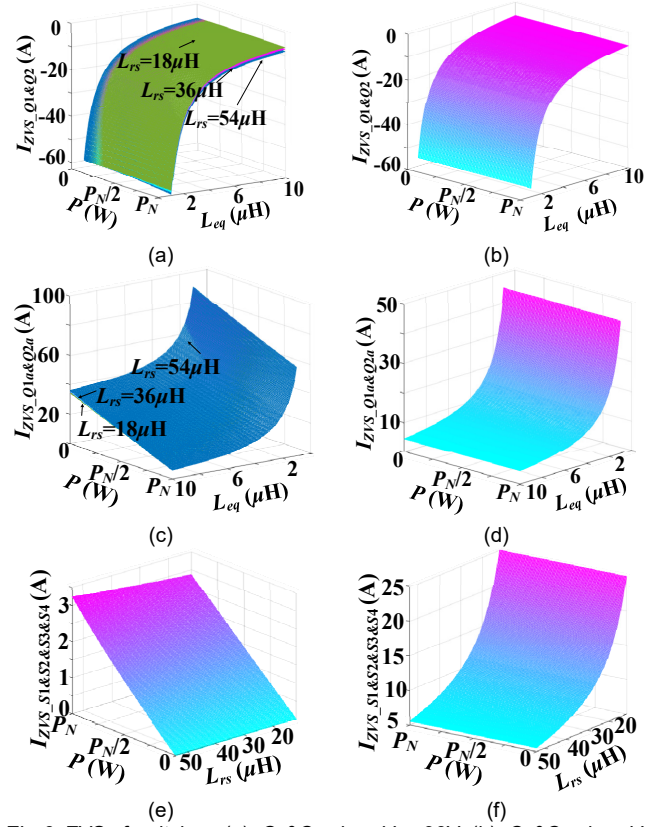 0
-20
-40
-60
I_ZVS_Q1&Q2 (A)
L_rs=18μH
L_rs=36μH
L_rs=54μH
0
P_N/2
P_N
P (W)
2
6
10
L_eq (μH)
(a)
0
-20
-40
-60
I_ZVS_Q1&Q2 (A)
0
P_N/2
P_N
P (W)
2
6
10
L_eq (μH)
(b)
100
60
20
0
I_ZVS_Q1a&Q2a (A)
L_rs=54μH
L_rs=36μH
L_rs=18μH
0
P_N/2
P_N
P (W)
10
6
2
L_eq (μH)
(c)
50
30
10
I_ZVS_Q1a&Q2a (A)
0
P_N/2
P_N
P (W)
10
6
2
L_eq (μH)
(d)
3
2
1
0
I_ZVS_S1&S2&S3&S4 (A)
P_N
P_N/2
0
P (W)
50
40
30
20
L_rs (μH)
(e)
25
20
15
10
5
I_ZVS_S1&S2&S3&S4 (A)
P_N
P_N/2
0
P (W)
50
40
30
20
L_rs (μH)
(f)